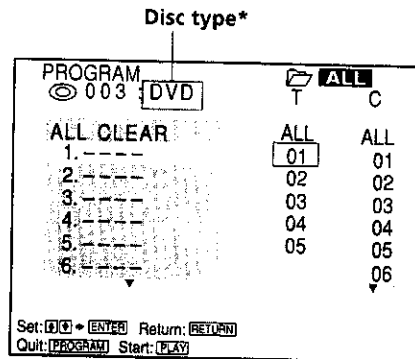 Disc type*
PROGRAM ALL
003 : DVD T C
ALL CLEAR ALL ALL
1. – – – – 01 01
2. – – – – 02 02
3. – – – – 03 03
4. – – – – 04 04
5. – – – – 05 05
6. – – – – 06
Set: ENTER Return: RETURN
Quit: PROGRAM Start: PLAY